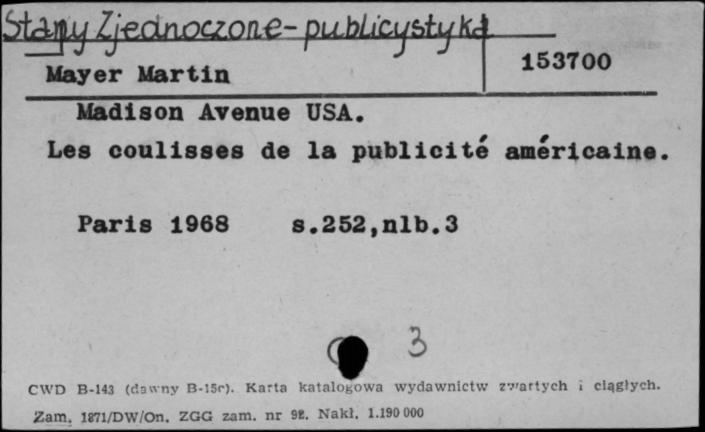 Stany Zjednoczone - publicystyka
Mayer Martin 153700
Madison Avenue USA.
Les coulisses de la publicité américaine.
Paris 1968 s.252,nlb.3
3
CWD B-143 (dawny B-15c). Karta katalogowa wydawnictw zwartych i ciągłych.
Zam. 1871/DW/On. ZGG zam. nr 98. Nakł. 1.190 000